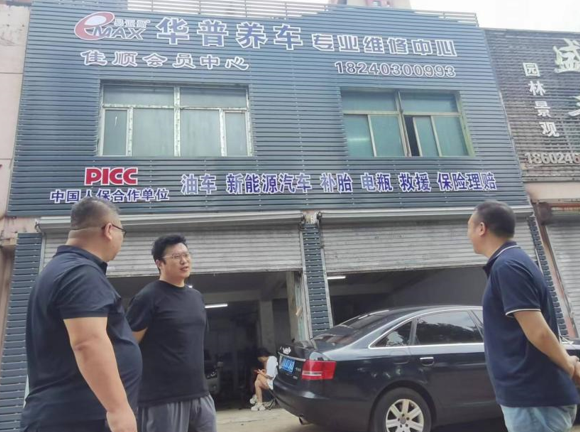 e MAX 华普养车 专业维修中心
佳顺会员中心 18240300993
PICC
中国人保合作单位
油车 新能源汽车 补胎 电瓶 救援 保险理赔
园林景观
18602